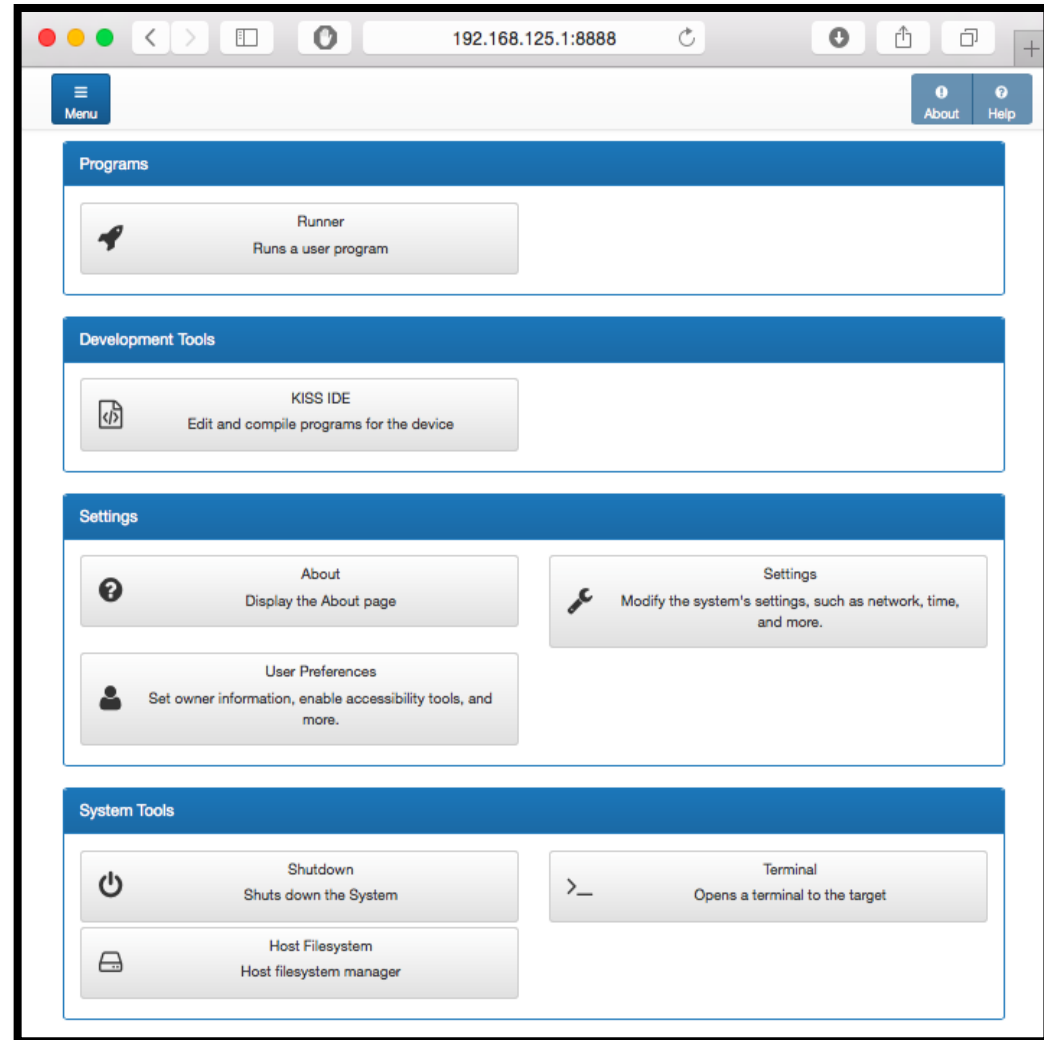 192.168.125.1:8888
Menu
About Help
Programs
Runner
Runs a user program
Development Tools
KISS IDE
Edit and compile programs for the device
Settings
About
Display the About page
Settings
Modify the system's settings, such as network, time,
and more.
User Preferences
Set owner information, enable accessibility tools, and
more.
System Tools
Shutdown
Shuts down the System
Terminal
Opens a terminal to the target
Host Filesystem
Host filesystem manager